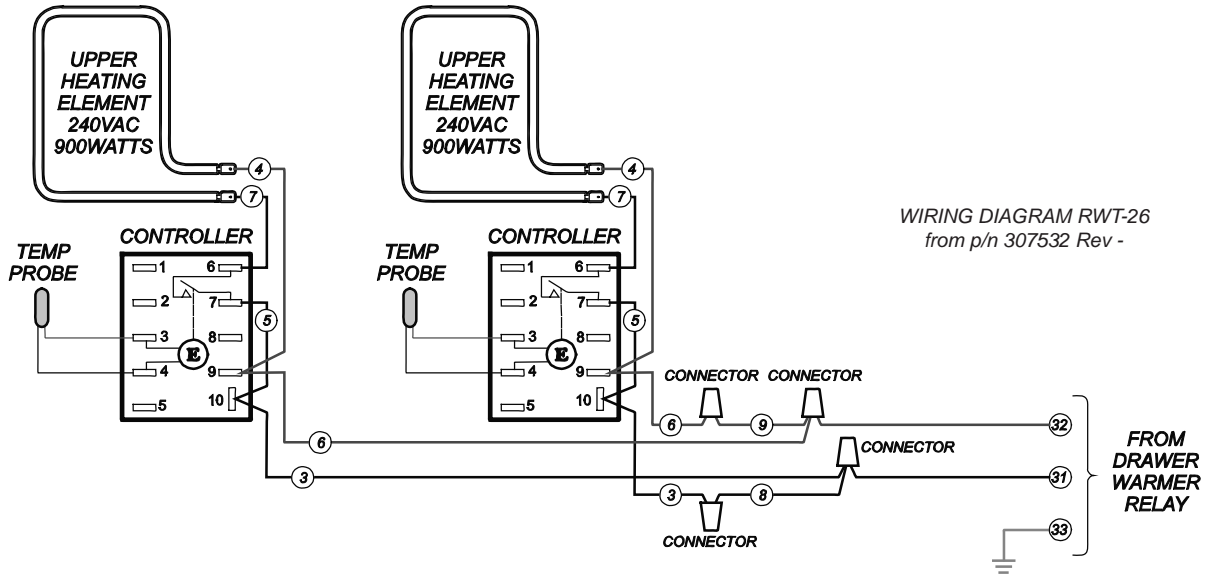 UPPER
HEATING
ELEMENT
240VAC
900WATTS
4
7
UPPER
HEATING
ELEMENT
240VAC
900WATTS
4
7
WIRING DIAGRAM RWT-26
from p/n 307532 Rev -
TEMP
PROBE
CONTROLLER
1 6
2 7
3 8
E
4 9
5 10
5
TEMP
PROBE
CONTROLLER
1 6
2 7
3 8
E
4 9
5 10
5
CONNECTOR CONNECTOR
6 9 32
6
CONNECTOR
3 31
3 8
CONNECTOR
33
FROM
DRAWER
WARMER
RELAY